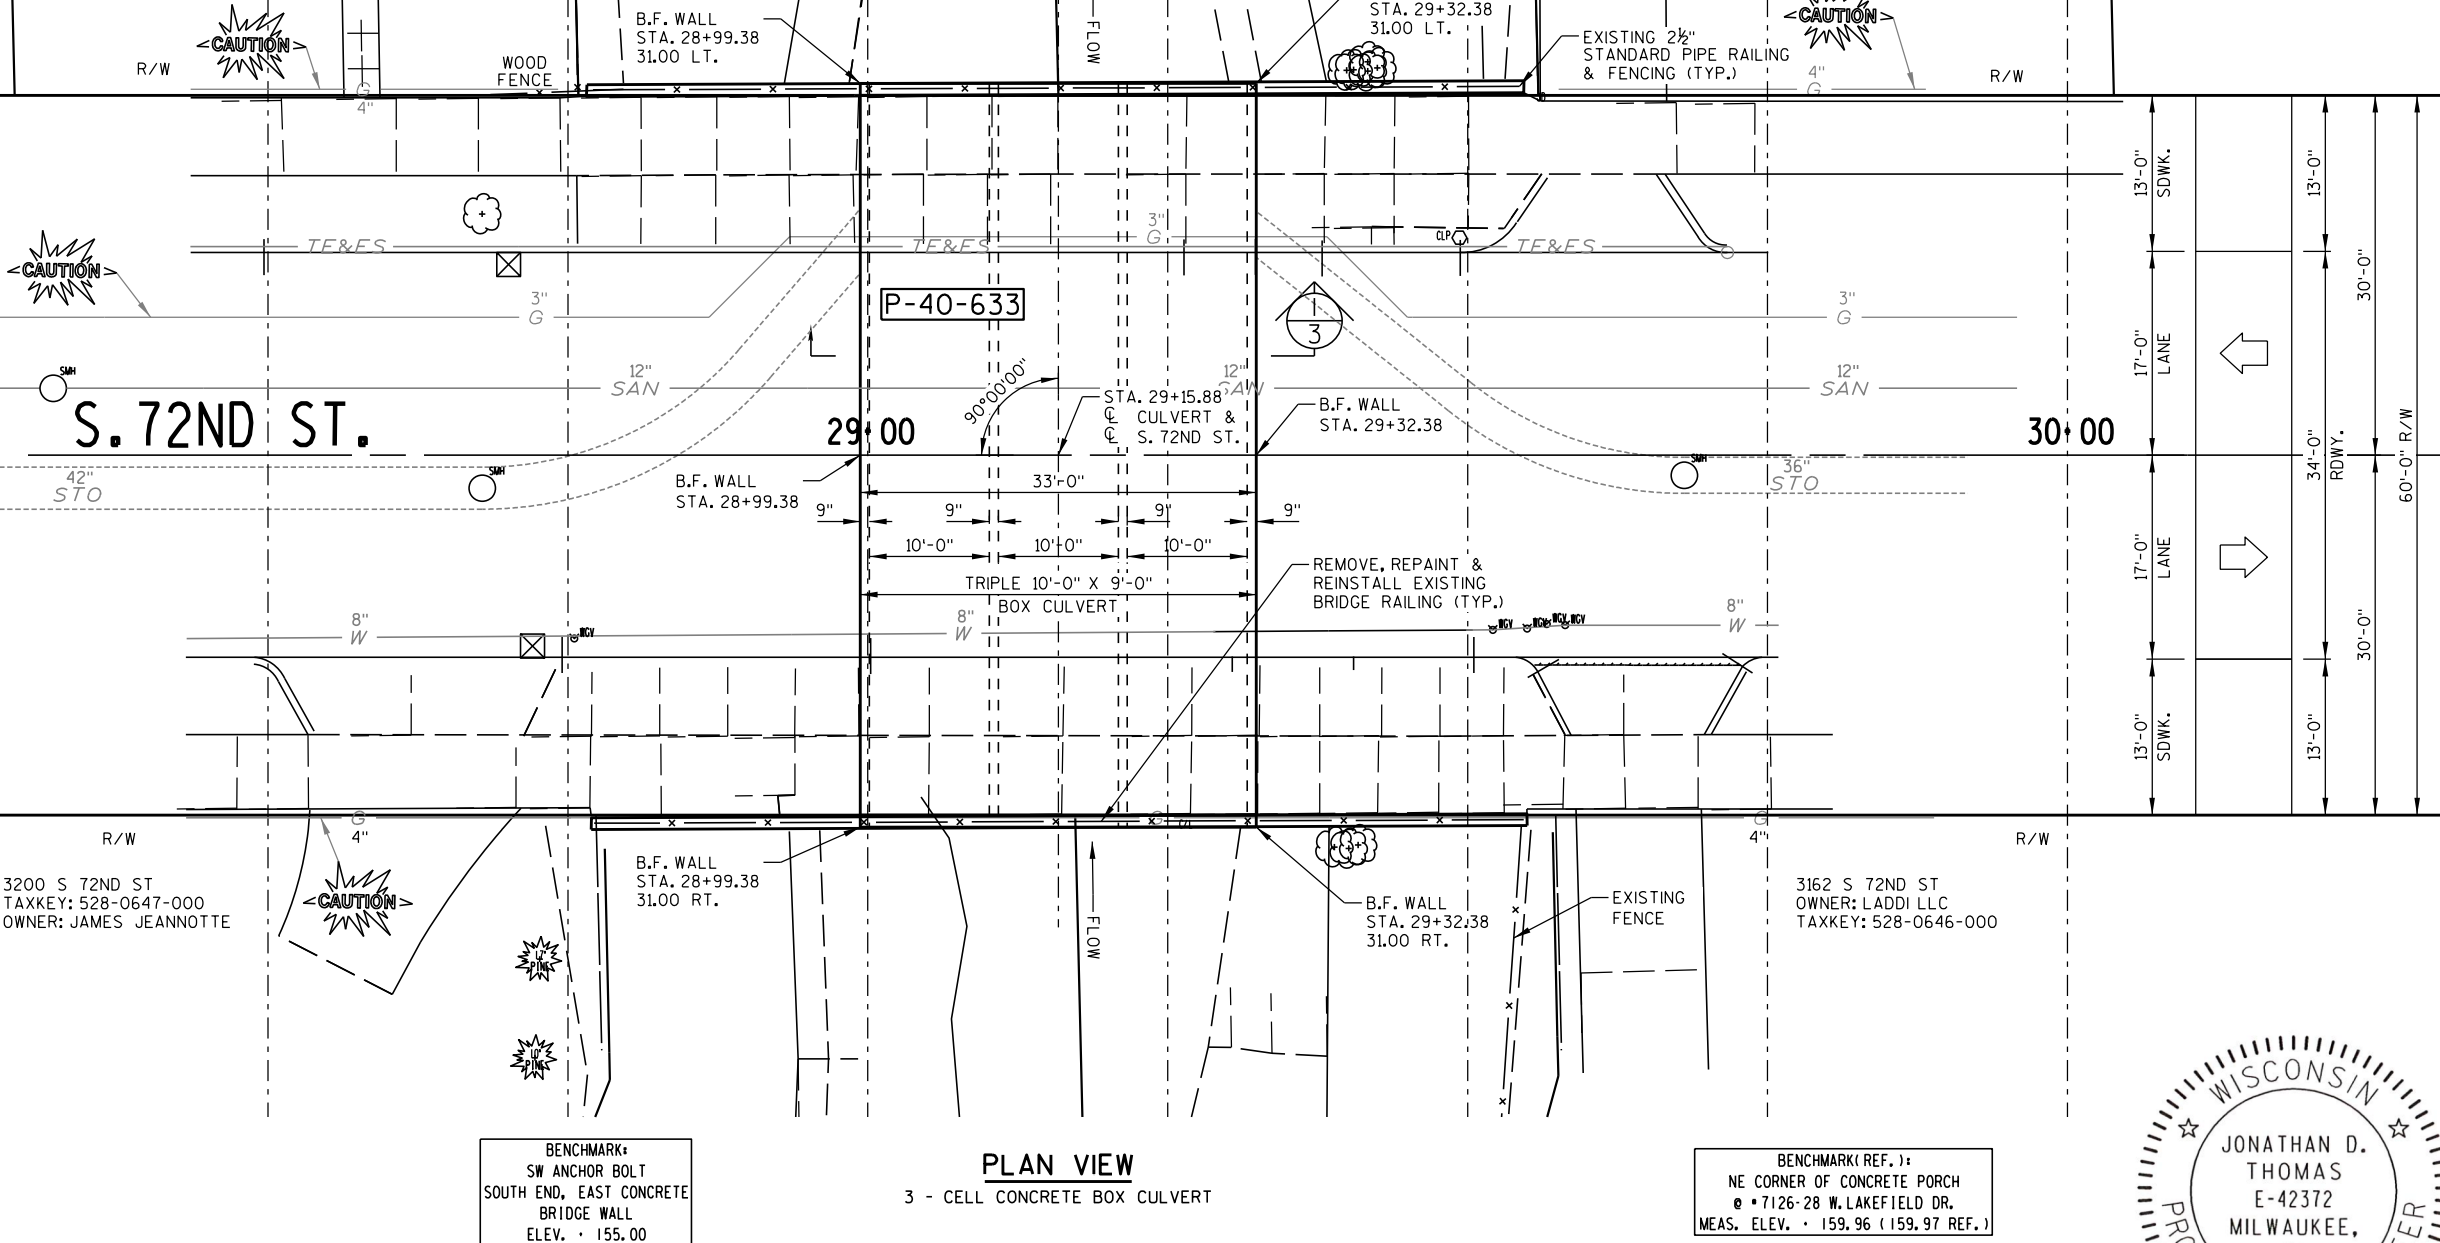 B.F. WALL
STA. 28+99.38
31.00 LT.
FLOW
STA. 29+32.38
31.00 LT.
EXISTING 2½"
STANDARD PIPE RAILING
& FENCING (TYP.)
CAUTION
CAUTION
R/W
WOOD
FENCE
4"
G
R/W
G
4"
13'-0"
SDWK.
13'-0"
TE&ES
TE&ES
TE&ES
3"
G
CLP
CAUTION
3"
G
P-40-633
1
3
3"
G
30'-0"
SMH
12"
SAN
12"
SAN
12"
SAN
17'-0"
LANE
90°00'00"
STA. 29+15.88
℄ CULVERT &
℄ S. 72ND ST.
B.F. WALL
STA. 29+32.38
S. 72ND ST.
29+00
30+00
34'-0"
RDWY.
60'-0" R/W
42"
STO
SMH
B.F. WALL
STA. 28+99.38
33'-0"
SMH
36"
STO
9"
9"
9"
9"
10'-0"
10'-0"
10'-0"
17'-0"
LANE
TRIPLE 10'-0" X 9'-0"
BOX CULVERT
REMOVE, REPAINT &
REINSTALL EXISTING
BRIDGE RAILING (TYP.)
30'-0"
8"
W
WGV
8"
W
WGV
WGV
WGV
WGV
8"
W
13'-0"
SDWK.
13'-0"
G
4"
R/W
G
G
4"
R/W
3200 S 72ND ST
TAXKEY: 528-0647-000
OWNER: JAMES JEANNOTTE
CAUTION
B.F. WALL
STA. 28+99.38
31.00 RT.
FLOW
B.F. WALL
STA. 29+32.38
31.00 RT.
EXISTING
FENCE
3162 S 72ND ST
OWNER: LADDI LLC
TAXKEY: 528-0646-000
PINE
PINE
BENCHMARK:
SW ANCHOR BOLT
SOUTH END, EAST CONCRETE
BRIDGE WALL
ELEV. · 155.00
PLAN VIEW
3 - CELL CONCRETE BOX CULVERT
BENCHMARK(REF.):
NE CORNER OF CONCRETE PORCH
@ #7126-28 W. LAKEFIELD DR.
MEAS. ELEV. · 159.96 (159.97 REF.)
WISCONSIN
JONATHAN D.
THOMAS
E-42372
MILWAUKEE,